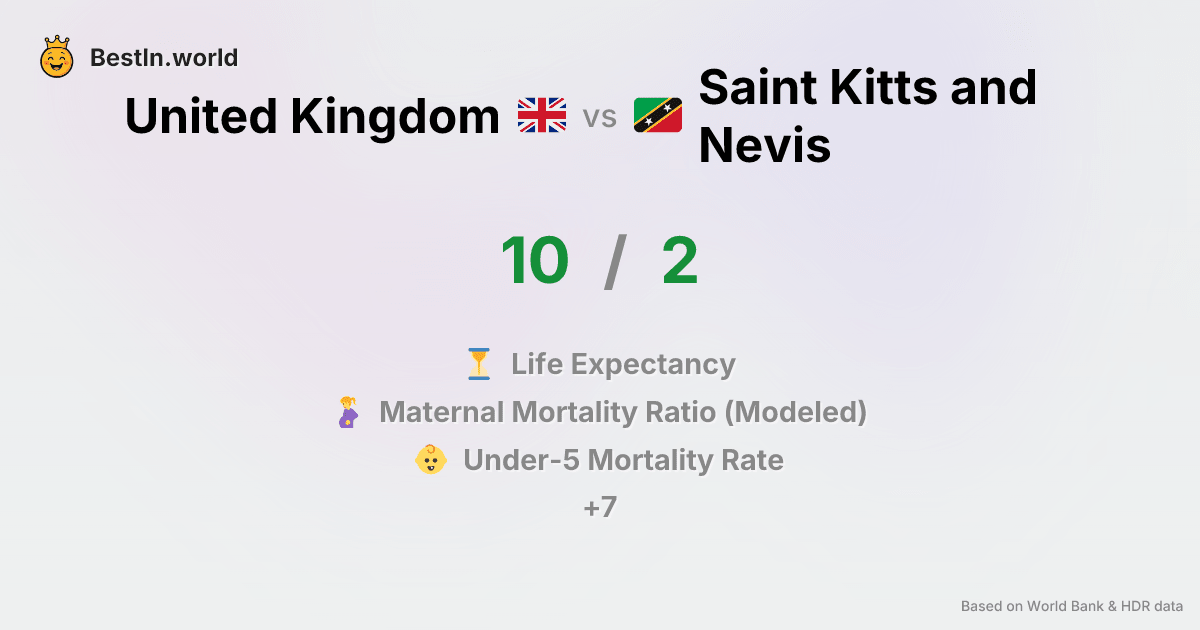 BestIn.world
United Kingdom vs Saint Kitts and
Nevis
10 / 2
Life Expectancy
Maternal Mortality Ratio (Modeled)
Under-5 Mortality Rate
+7
Based on World Bank & HDR data